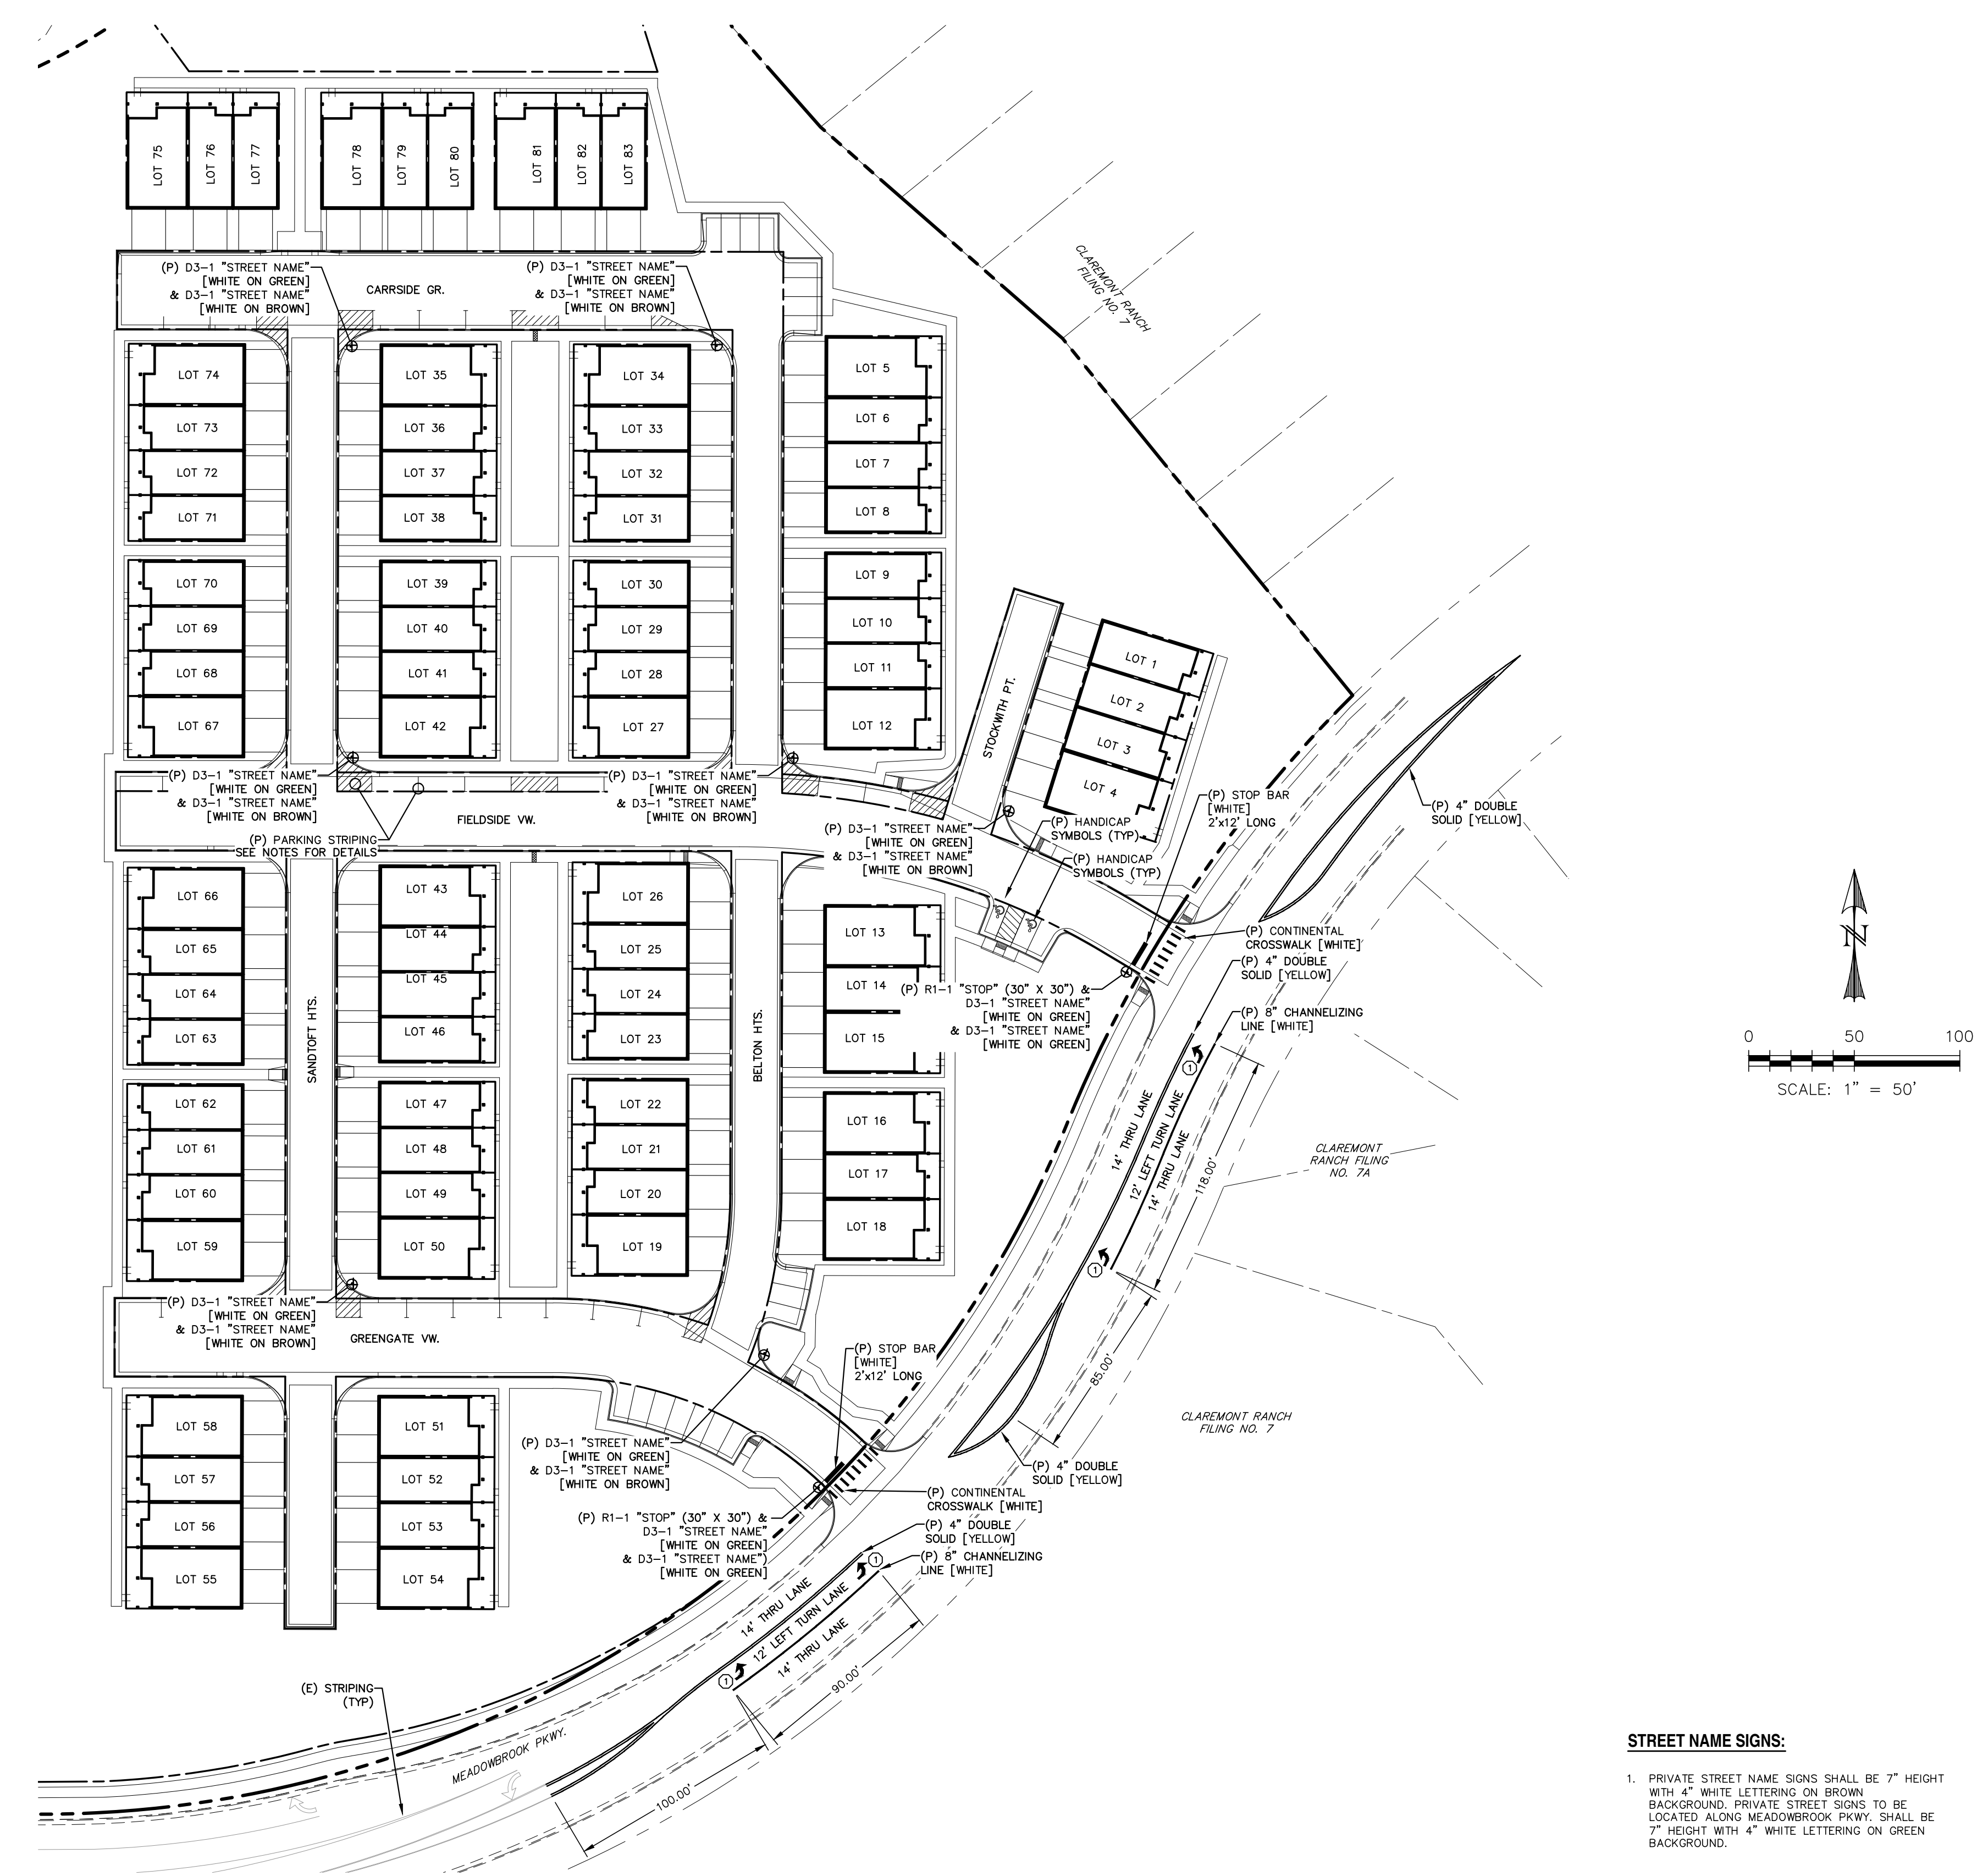 LOT 75
LOT 76
LOT 77
LOT 78
LOT 79
LOT 80
LOT 81
LOT 82
LOT 83
CLAREMONT RANCH
FILING NO. 7
(P) D3-1 "STREET NAME"
[WHITE ON GREEN]
& D3-1 "STREET NAME"
[WHITE ON BROWN]
CARRSIDE GR.
(P) D3-1 "STREET NAME"
[WHITE ON GREEN]
& D3-1 "STREET NAME"
[WHITE ON BROWN]
LOT 74
LOT 73
LOT 72
LOT 71
LOT 70
LOT 69
LOT 68
LOT 67
LOT 35
LOT 36
LOT 37
LOT 38
LOT 39
LOT 40
LOT 41
LOT 42
LOT 34
LOT 33
LOT 32
LOT 31
LOT 30
LOT 29
LOT 28
LOT 27
LOT 5
LOT 6
LOT 7
LOT 8
LOT 9
LOT 10
LOT 11
LOT 12
STOCKWITH PT.
LOT 1
LOT 2
LOT 3
LOT 4
(P) D3-1 "STREET NAME"
[WHITE ON GREEN]
& D3-1 "STREET NAME"
[WHITE ON BROWN]
(P) PARKING STRIPING
SEE NOTES FOR DETAILS
FIELDSIDE VW.
(P) D3-1 "STREET NAME"
[WHITE ON GREEN]
& D3-1 "STREET NAME"
[WHITE ON BROWN]
(P) D3-1 "STREET NAME"
[WHITE ON GREEN]
& D3-1 "STREET NAME"
[WHITE ON BROWN]
(P) HANDICAP
SYMBOLS (TYP)
(P) HANDICAP
SYMBOLS (TYP)
(P) STOP BAR
[WHITE]
2'x12' LONG
(P) 4" DOUBLE
SOLID [YELLOW]
(P) CONTINENTAL
CROSSWALK [WHITE]
(P) 4" DOUBLE
SOLID [YELLOW]
(P) 8" CHANNELIZING
LINE [WHITE]
(P) R1-1 "STOP" (30" X 30") &
D3-1 "STREET NAME"
[WHITE ON GREEN]
& D3-1 "STREET NAME"
[WHITE ON GREEN]
LOT 66
LOT 65
LOT 64
LOT 63
LOT 62
LOT 61
LOT 60
LOT 59
SANDTOFT HTS.
LOT 43
LOT 44
LOT 45
LOT 46
LOT 47
LOT 48
LOT 49
LOT 50
LOT 26
LOT 25
LOT 24
LOT 23
LOT 22
LOT 21
LOT 20
LOT 19
BELTON HTS.
LOT 13
LOT 14
LOT 15
LOT 16
LOT 17
LOT 18
1
14' THRU LANE
12' LEFT TURN LANE
14' THRU LANE
118.00'
1
85.00'
CLAREMONT
RANCH FILING
NO. 7A
CLAREMONT RANCH
FILING NO. 7
N
0 50 100
SCALE: 1" = 50'
(P) D3-1 "STREET NAME"
[WHITE ON GREEN]
& D3-1 "STREET NAME"
[WHITE ON BROWN]
GREENGATE VW.
(P) STOP BAR
[WHITE]
2'x12' LONG
(P) D3-1 "STREET NAME"
[WHITE ON GREEN]
& D3-1 "STREET NAME"
[WHITE ON BROWN]
(P) R1-1 "STOP" (30" X 30") &
D3-1 "STREET NAME"
[WHITE ON GREEN]
& D3-1 "STREET NAME")
[WHITE ON GREEN]
(P) 4" DOUBLE
SOLID [YELLOW]
(P) CONTINENTAL
CROSSWALK [WHITE]
(P) 4" DOUBLE
SOLID [YELLOW]
(P) 8" CHANNELIZING
LINE [WHITE]
LOT 58
LOT 57
LOT 56
LOT 55
LOT 51
LOT 52
LOT 53
LOT 54
1
14' THRU LANE
12' LEFT TURN LANE
14' THRU LANE
1
90.00'
100.00'
(E) STRIPING
(TYP)
MEADOWBROOK PKWY.
STREET NAME SIGNS:
1. PRIVATE STREET NAME SIGNS SHALL BE 7" HEIGHT
WITH 4" WHITE LETTERING ON BROWN
BACKGROUND. PRIVATE STREET SIGNS TO BE
LOCATED ALONG MEADOWBROOK PKWY. SHALL BE
7" HEIGHT WITH 4" WHITE LETTERING ON GREEN
BACKGROUND.